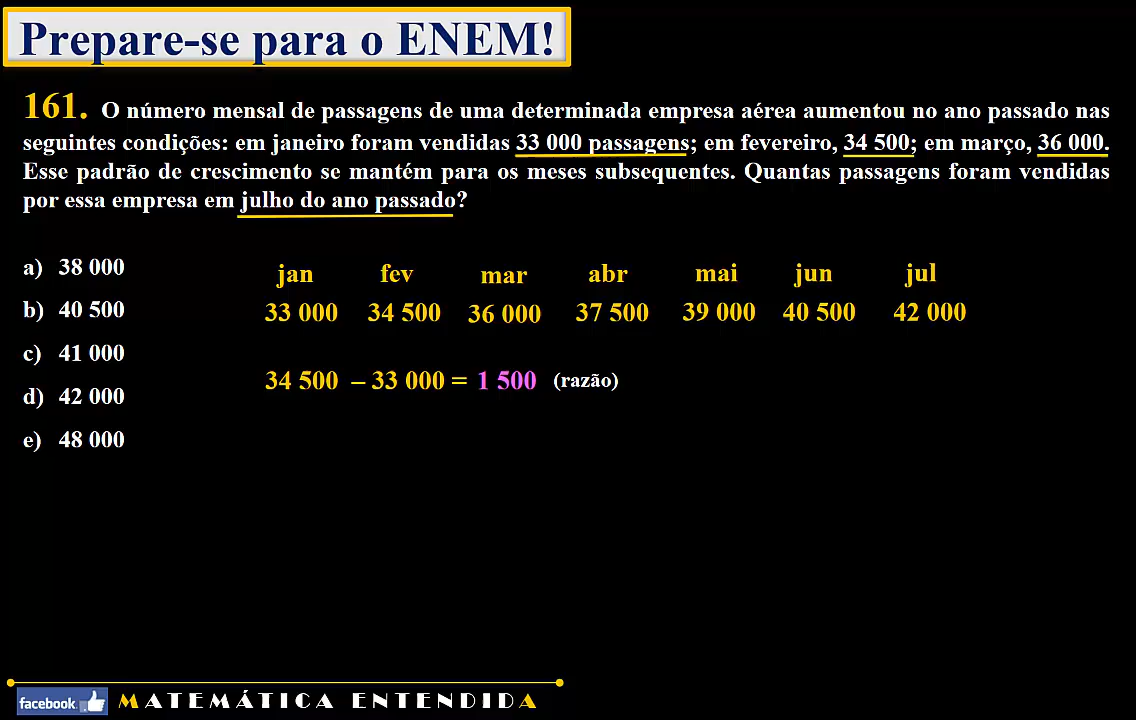 Prepare-se para o ENEM!
161. O número mensal de passagens de uma determinada empresa aérea aumentou no ano passado nas
seguintes condições: em janeiro foram vendidas 33 000 passagens; em fevereiro, 34 500; em março, 36 000.
Esse padrão de crescimento se mantém para os meses subsequentes. Quantas passagens foram vendidas
por essa empresa em julho do ano passado?
a) 38 000
b) 40 500
c) 41 000
d) 42 000
e) 48 000
jan fev mar abr mai jun jul
33 000 34 500 36 000 37 500 39 000 40 500 42 000
34 500 – 33 000 = 1 500 (razão)
facebook.
MATEMÁTICA ENTENDIDA